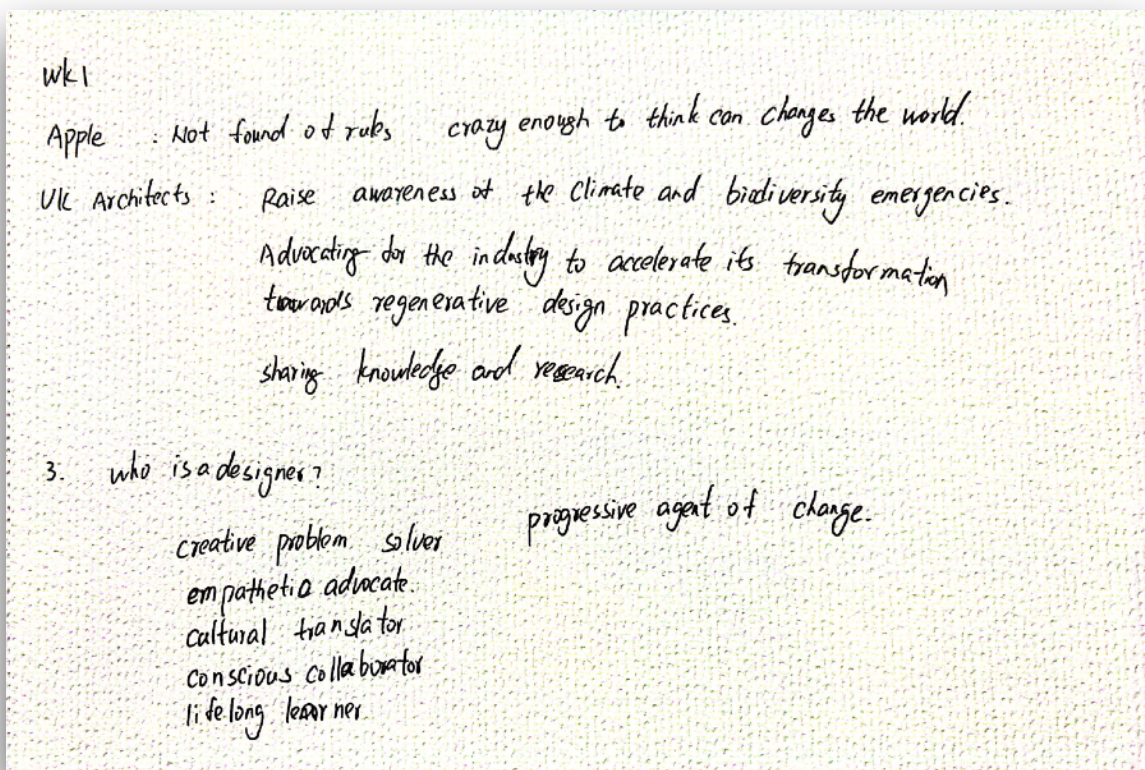 wk1
Apple : Not found of rules crazy enough to think can changes the world.
UK Architects : Raise awareness of the Climate and biodiversity emergencies.
Advocating for the industry to accelerate its transformation
towards regenerative design practices.
sharing knowledge and research.
3. who is a designer?
progressive agent of change.
creative problem solver
empathetic advocate.
cultural translator
conscious collaborator
lifelong learner